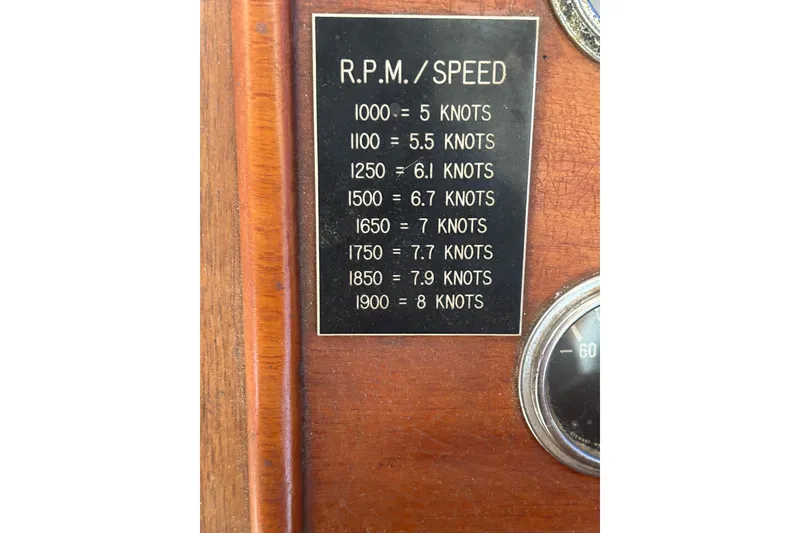 R.P.M./SPEED
1000 = 5 KNOTS
1100 = 5.5 KNOTS
1250 = 6.1 KNOTS
1500 = 6.7 KNOTS
1650 = 7 KNOTS
1750 = 7.7 KNOTS
1850 = 7.9 KNOTS
1900 = 8 KNOTS
60
STEWART